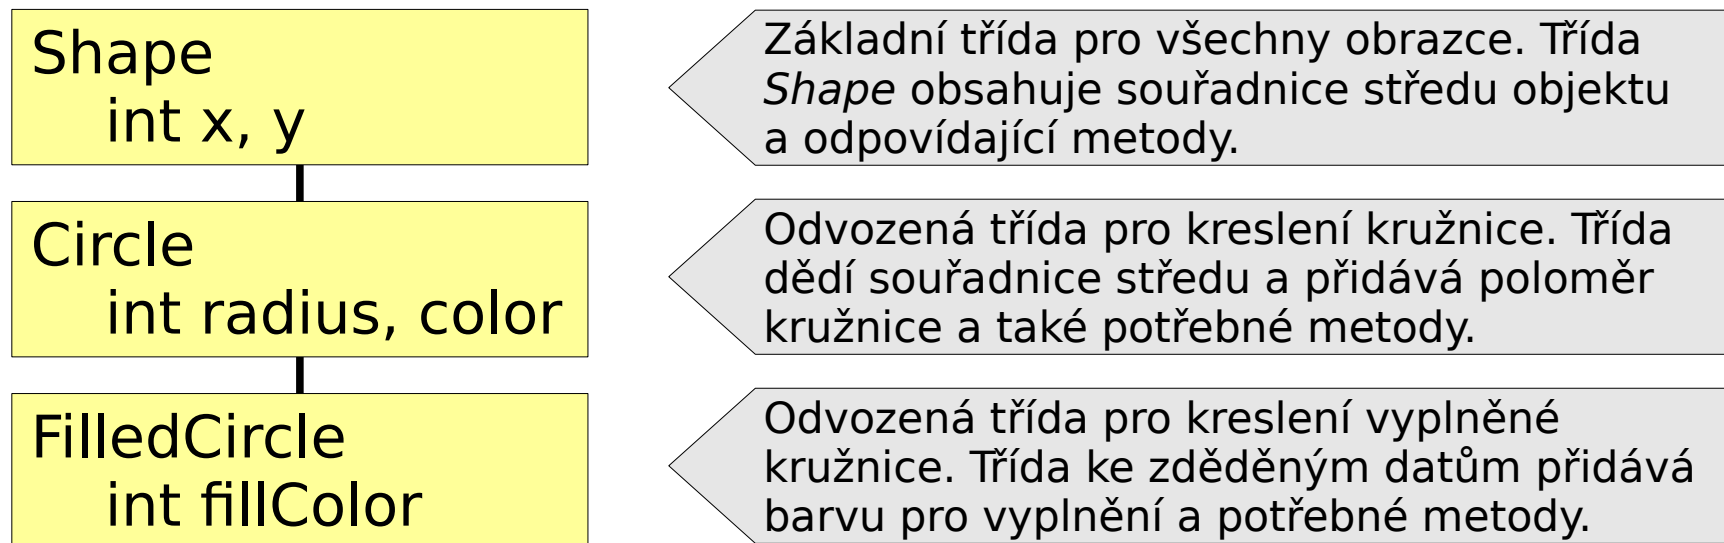 Shape
int x, y
Základní třída pro všechny obrazce. Třída
Shape obsahuje souřadnice středu objektu
a odpovídající metody.
Circle
int radius, color
Odvozená třída pro kreslení kružnice. Třída
dědí souřadnice středu a přidává poloměr
kružnice a také potřebné metody.
FilledCircle
int fillColor
Odvozená třída pro kreslení vyplněné
kružnice. Třída ke zděděným datům přidává
barvu pro vyplnění a potřebné metody.